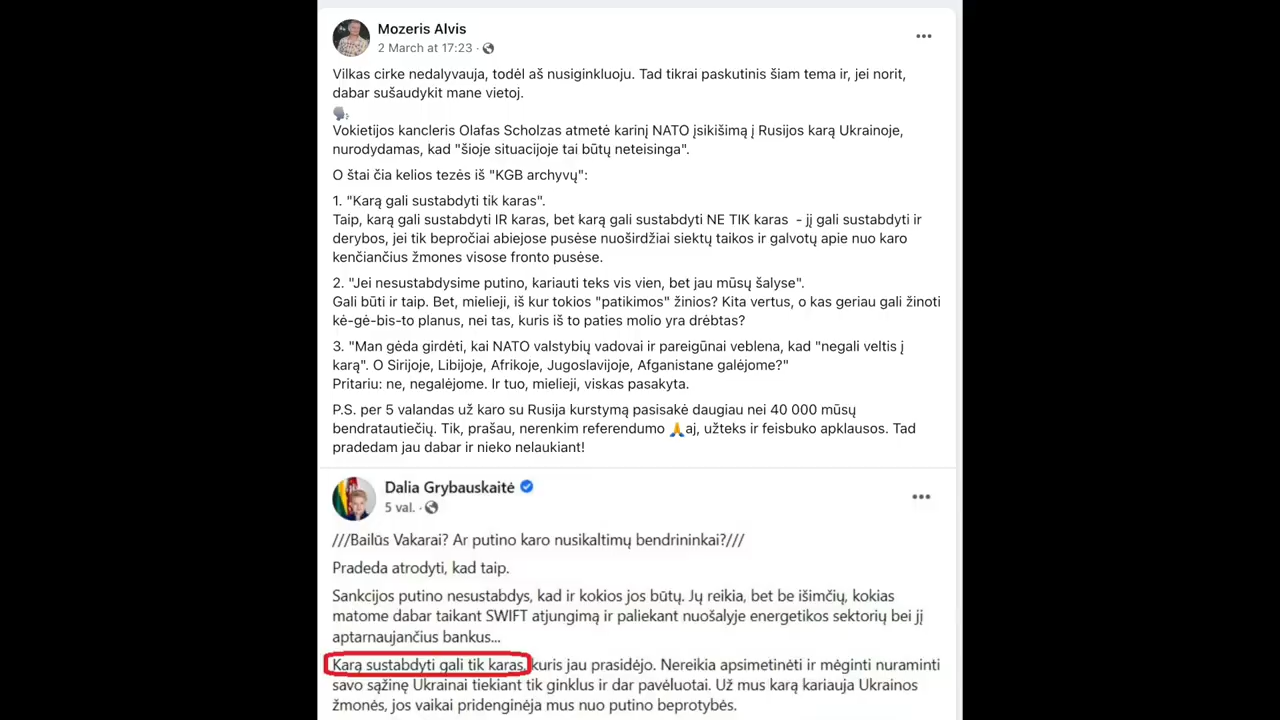 Mozeris Alvis
2 March at 17:23 ·
Vilkas cirke nedalyvauja, todėl aš nusiginkluoju. Tad tikrai paskutinis šiam tema ir, jei norit,
dabar sušaudykit mane vietoj.
Vokietijos kancleris Olafas Scholzas atmetė karinį NATO įsikišimą į Rusijos karą Ukrainoje,
nurodydamas, kad "šioje situacijoje tai būtų neteisinga".
O štai čia kelios tezės iš "KGB archyvų":
1. "Karą gali sustabdyti tik karas".
Taip, karą gali sustabdyti IR karas, bet karą gali sustabdyti NE TIK karas - jį gali sustabdyti ir
derybos, jei tik bepročiai abiejose pusėse nuoširdžiai siektų taikos ir galvotų apie nuo karo
kenčiančius žmones visose fronto pusėse.
2. "Jei nesustabdysime putino, kariauti teks vis vien, bet jau mūsų šalyse".
Gali būti ir taip. Bet, mielieji, iš kur tokios "patikimos" žinios? Kita vertus, o kas geriau gali žinoti
kė-gė-bis-to planus, nei tas, kuris iš to paties molio yra drėbtas?
3. "Man gėda girdėti, kai NATO valstybių vadovai ir pareigūnai veblena, kad "negali veltis į
karą". O Sirijoje, Libijoje, Afrikoje, Jugoslavijoje, Afganistane galėjome?"
Pritariu: ne, negalėjome. Ir tuo, mielieji, viskas pasakyta.
P.S. per 5 valandas už karo su Rusija kurstymą pasisakė daugiau nei 40 000 mūsų
bendratautiečių. Tik, prašau, nerenkim referendumo 🙏aj, užteks ir feisbuko apklausos. Tad
pradedam jau dabar ir nieko nelaukiant!
Dalia Grybauskaitė
5 val. ·
///Bailūs Vakarai? Ar putino karo nusikaltimų bendrininkai?///
Pradeda atrodyti, kad taip.
Sankcijos putino nesustabdys, kad ir kokios jos būtų. Jų reikia, bet be išimčių, kokias
matome dabar taikant SWIFT atjungimą ir paliekant nuošalyje energetikos sektorių bei jį
aptarnaujančius bankus...
Karą sustabdyti gali tik karas, kuris jau prasidėjo. Nereikia apsimetinėti ir mėginti nuraminti
savo sąžinę Ukrainai tiekiant tik ginklus ir dar pavėluotai. Už mus karą kariauja Ukrainos
žmonės, jos vaikai pridenginėja mus nuo putino beprotybės.